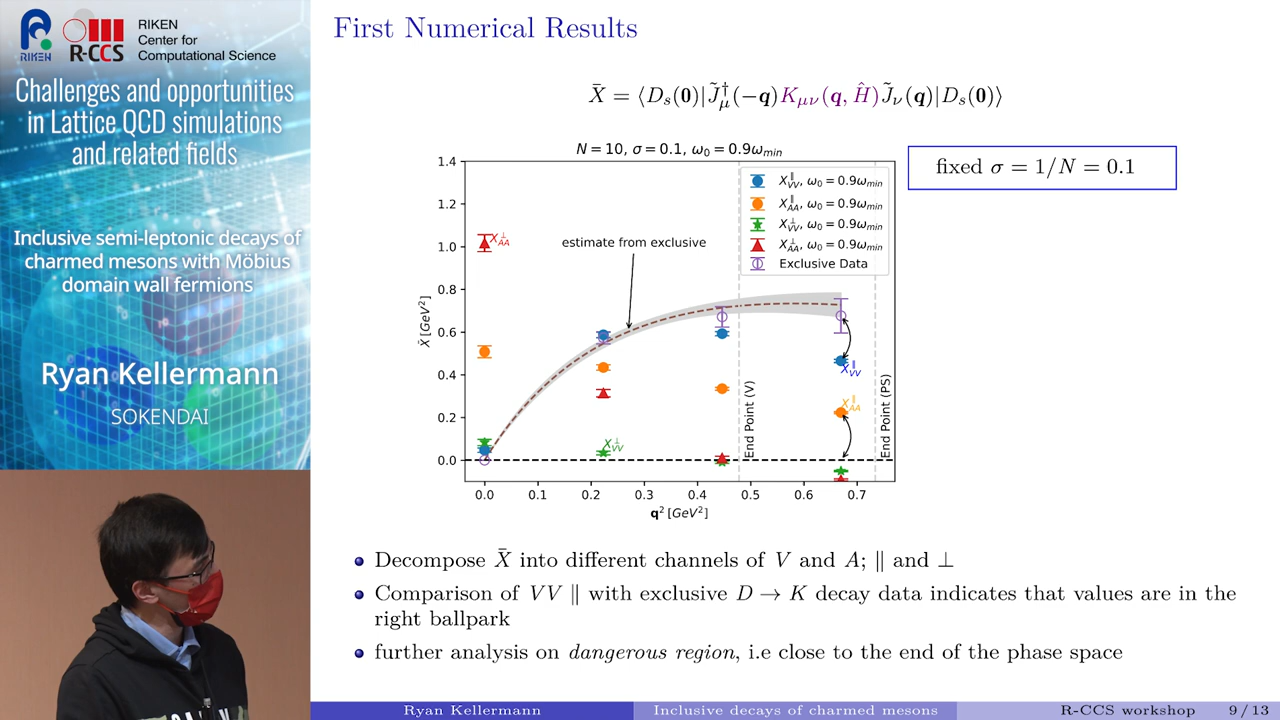 RIKEN
R-CCS
RIKEN
Center for
Computational Science
Challenges and opportunities
in Lattice QCD simulations
and related fields
Inclusive semi-leptonic decays of
charmed mesons with Möbius
domain wall fermions
Ryan Kellermann
SOKENDAI
First Numerical Results
X̄ = ⟨D_s(0)|J̃†_μ(−q)K_μν(q, Ĥ)J̃_ν(q)|D_s(0)⟩
N = 10, σ = 0.1, ω₀ = 0.9ω_min
fixed σ = 1/N = 0.1
X̄ [GeV²]
1.4
1.2
1.0
0.8
0.6
0.4
0.2
0.0
X^⊥_AA
estimate from exclusive
X^∥_VV, ω₀ = 0.9ω_min
X^∥_AA, ω₀ = 0.9ω_min
X^⊥_VV, ω₀ = 0.9ω_min
X^⊥_AA, ω₀ = 0.9ω_min
Exclusive Data
X^⊥_VV
End Point (V)
X^∥_VV
X^∥_AA
End Point (PS)
0.0 0.1 0.2 0.3 0.4 0.5 0.6 0.7
q² [GeV²]
Decompose X̄ into different channels of V and A; ∥ and ⊥
Comparison of VV ∥ with exclusive D → K decay data indicates that values are in the
right ballpark
further analysis on dangerous region, i.e close to the end of the phase space
Ryan Kellermann Inclusive decays of charmed mesons R-CCS workshop 9 / 13